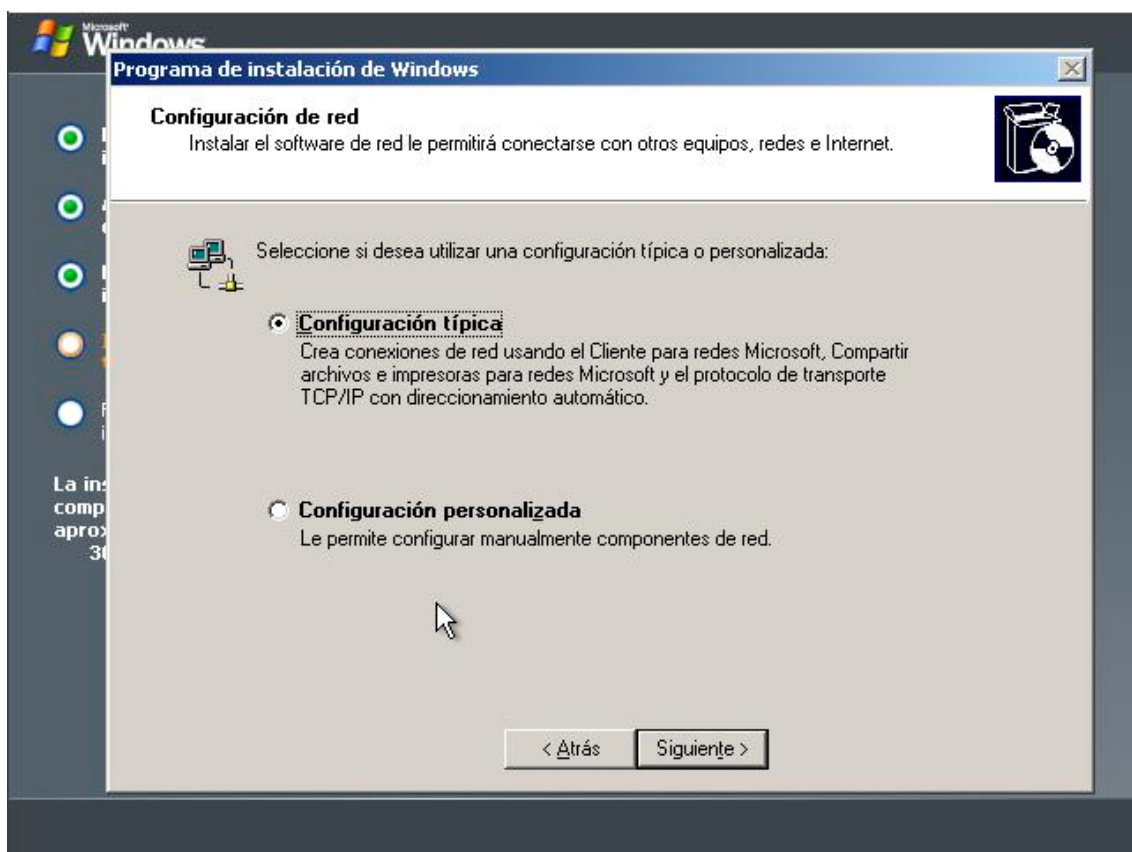 Microsoft
Windows
Programa de instalación de Windows
Configuración de red
Instalar el software de red le permitirá conectarse con otros equipos, redes e Internet.
Seleccione si desea utilizar una configuración típica o personalizada:
Configuración típica
Crea conexiones de red usando el Cliente para redes Microsoft, Compartir
archivos e impresoras para redes Microsoft y el protocolo de transporte
TCP/IP con direccionamiento automático.
La
Configuración personalizada
Le permite configurar manualmente componentes de red.
< Atrás
Siguiente >